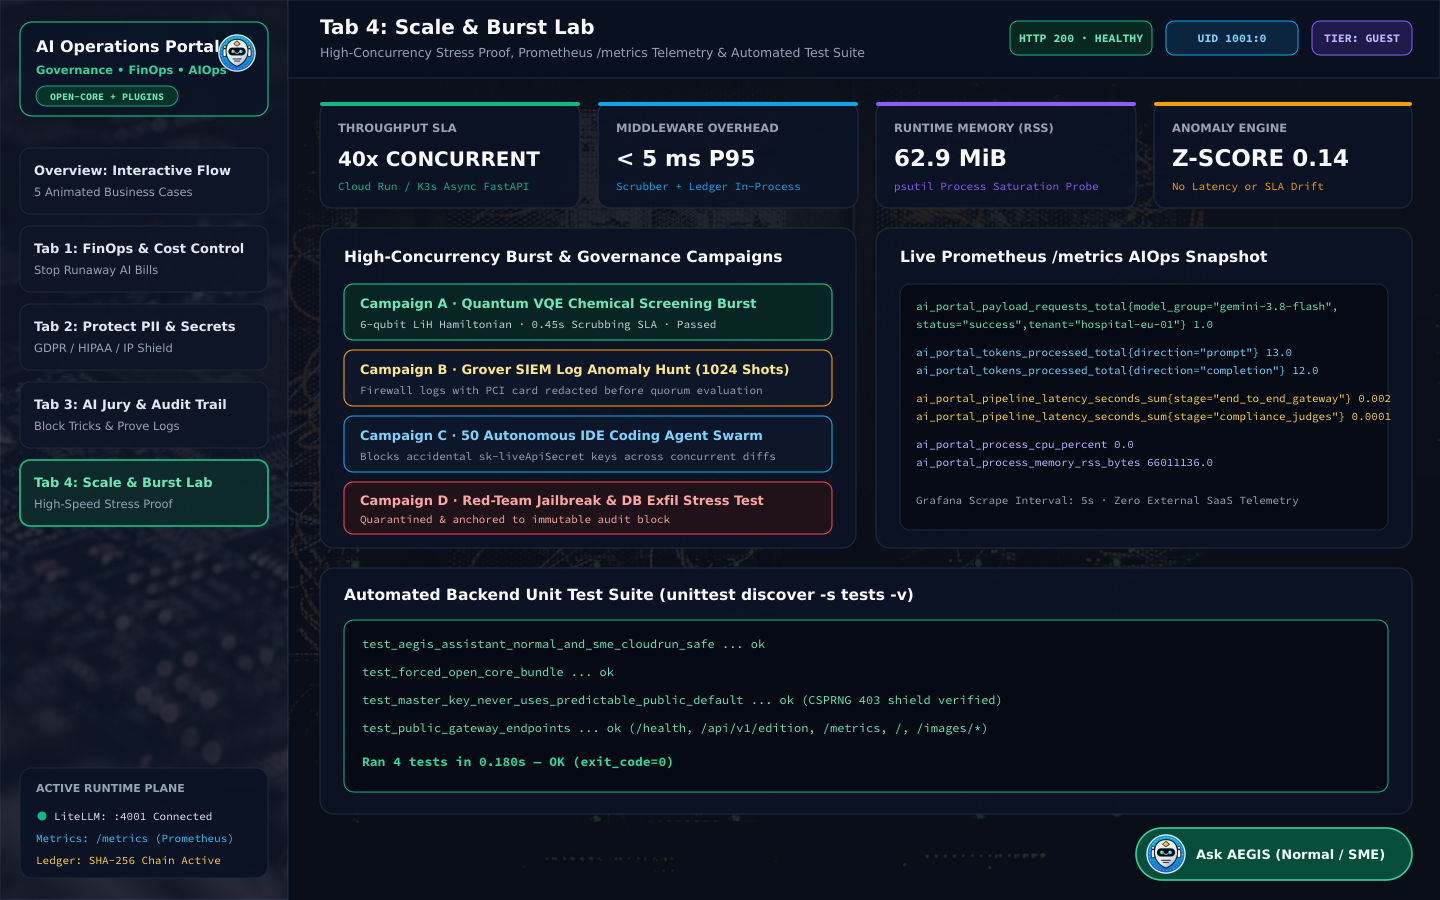 AI Operations Portal
Governance • FinOps • AIOps
OPEN-CORE + PLUGINS
Overview: Interactive Flow
5 Animated Business Cases
Tab 1: FinOps & Cost Control
Stop Runaway AI Bills
Tab 2: Protect PII & Secrets
GDPR / HIPAA / IP Shield
Tab 3: AI Jury & Audit Trail
Block Tricks & Prove Logs
Tab 4: Scale & Burst Lab
High-Speed Stress Proof
ACTIVE RUNTIME PLANE
LiteLLM: :4001 Connected
Metrics: /metrics (Prometheus)
Ledger: SHA-256 Chain Active
Tab 4: Scale & Burst Lab
High-Concurrency Stress Proof, Prometheus /metrics Telemetry & Automated Test Suite
HTTP 200 · HEALTHY
UID 1001:0
TIER: GUEST
THROUGHPUT SLA
40x CONCURRENT
Cloud Run / K3s Async FastAPI
MIDDLEWARE OVERHEAD
< 5 ms P95
Scrubber + Ledger In-Process
RUNTIME MEMORY (RSS)
62.9 MiB
psutil Process Saturation Probe
ANOMALY ENGINE
Z-SCORE 0.14
No Latency or SLA Drift
High-Concurrency Burst & Governance Campaigns
Campaign A · Quantum VQE Chemical Screening Burst
6-qubit LiH Hamiltonian · 0.45s Scrubbing SLA · Passed
Campaign B · Grover SIEM Log Anomaly Hunt (1024 Shots)
Firewall logs with PCI card redacted before quorum evaluation
Campaign C · 50 Autonomous IDE Coding Agent Swarm
Blocks accidental sk-liveApiSecret keys across concurrent diffs
Campaign D · Red-Team Jailbreak & DB Exfil Stress Test
Quarantined & anchored to immutable audit block
Live Prometheus /metrics AIOps Snapshot
ai_portal_payload_requests_total{model_group="gemini-3.8-flash",
status="success",tenant="hospital-eu-01"} 1.0
ai_portal_tokens_processed_total{direction="prompt"} 13.0
ai_portal_tokens_processed_total{direction="completion"} 12.0
ai_portal_pipeline_latency_seconds_sum{stage="end_to_end_gateway"} 0.002
ai_portal_pipeline_latency_seconds_sum{stage="compliance_judges"} 0.0001
ai_portal_process_cpu_percent 0.0
ai_portal_process_memory_rss_bytes 66011136.0
Grafana Scrape Interval: 5s · Zero External SaaS Telemetry
Automated Backend Unit Test Suite (unittest discover -s tests -v)
test_aegis_assistant_normal_and_sme_cloudrun_safe ... ok
test_forced_open_core_bundle ... ok
test_master_key_never_uses_predictable_public_default ... ok (CSPRNG 403 shield verified)
test_public_gateway_endpoints ... ok (/health, /api/v1/edition, /metrics, /, /images/*)
Ran 4 tests in 0.180s — OK (exit_code=0)
Ask AEGIS (Normal / SME)